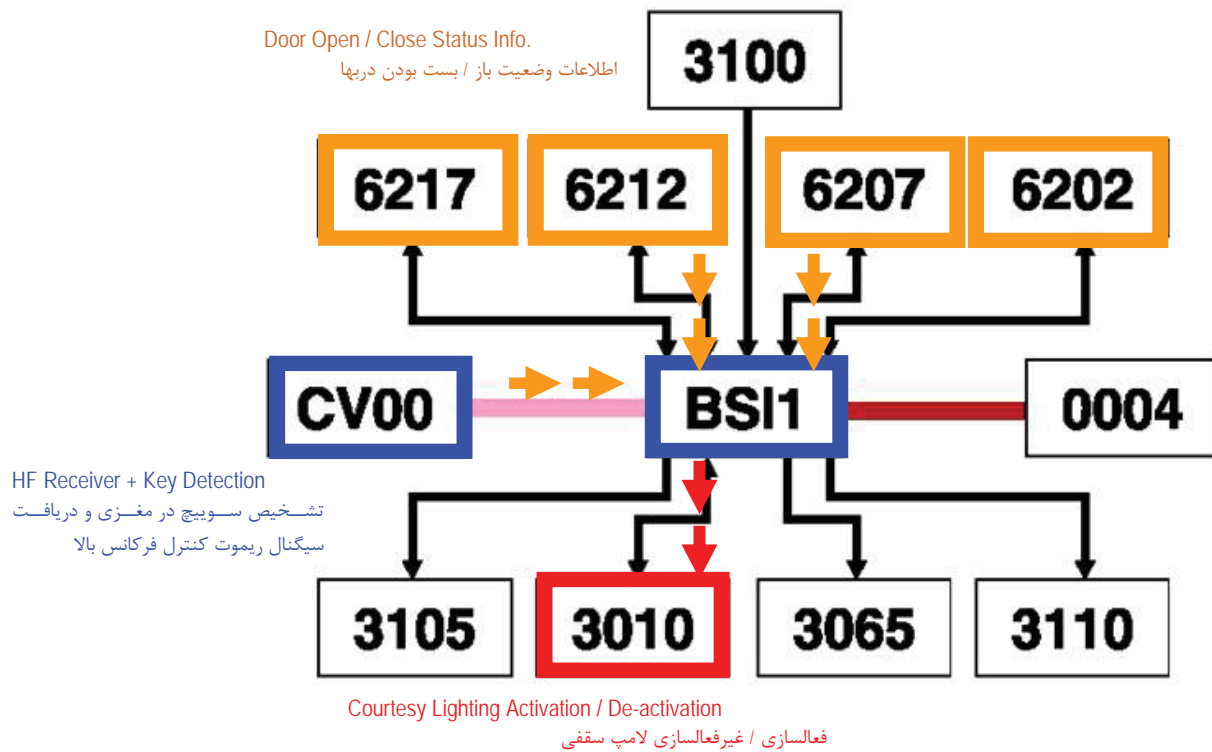 Door Open / Close Status Info.
اطلاعات وضعیت باز / بست بودن دربها
3100
6217
6212
6207
6202
CV00
BSI1
0004
HF Receiver + Key Detection
تشـــخیص ســـوییچ در مغـــزی و دریافـــت
سیگنال ریموت کنترل فرکانس بالا
3105
3010
3065
3110
Courtesy Lighting Activation / De-activation
فعالسازی / غیرفعالسازی لامپ سقفی